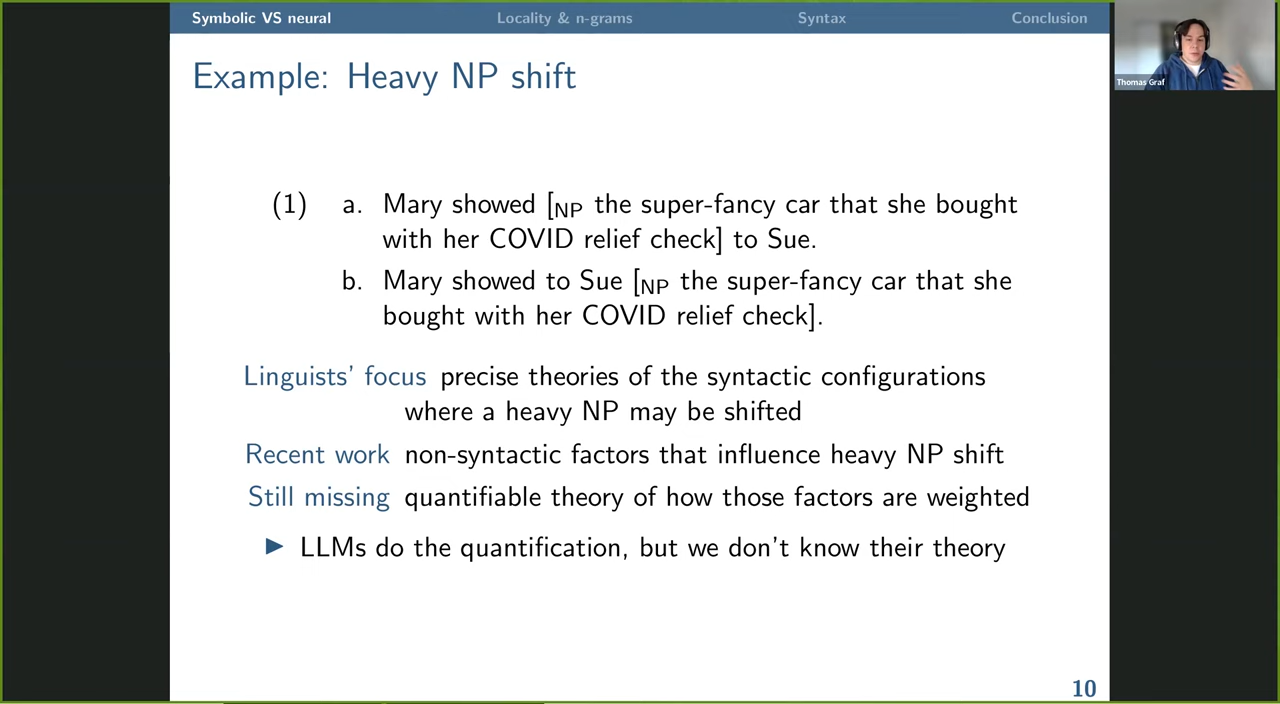 Symbolic VS neural Locality & n-grams Syntax Conclusion
Thomas Graf
Example: Heavy NP shift
(1) a. Mary showed [NP the super-fancy car that she bought
with her COVID relief check] to Sue.
b. Mary showed to Sue [NP the super-fancy car that she
bought with her COVID relief check].
Linguists' focus precise theories of the syntactic configurations
where a heavy NP may be shifted
Recent work non-syntactic factors that influence heavy NP shift
Still missing quantifiable theory of how those factors are weighted
▶ LLMs do the quantification, but we don't know their theory
10